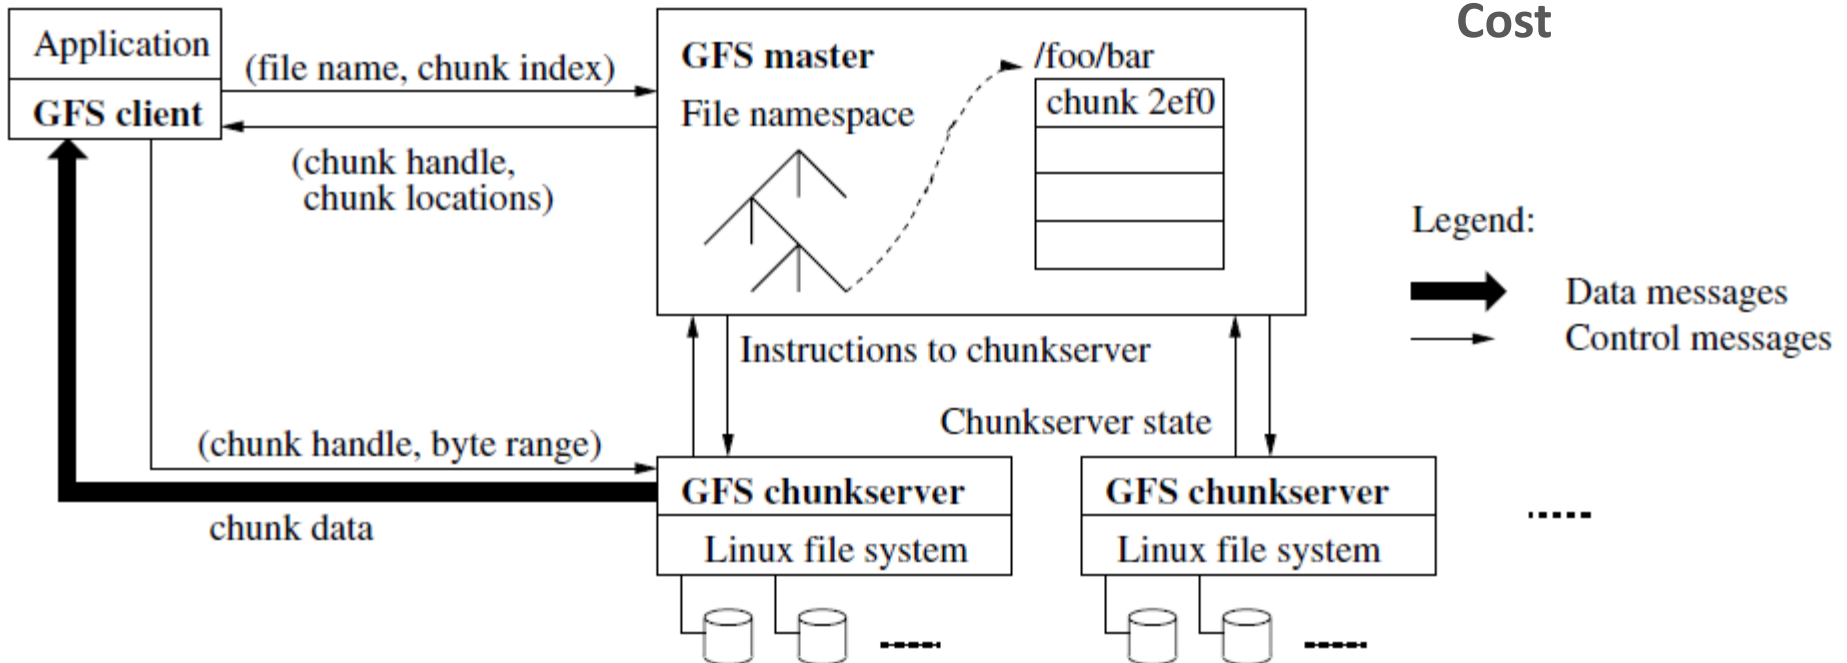 Cost
Application
GFS client
(file name, chunk index)
(chunk handle,
chunk locations)
GFS master
File namespace
/foo/bar
chunk 2ef0
Legend:
Data messages
Control messages
Instructions to chunkserver
Chunkserver state
(chunk handle, byte range)
chunk data
GFS chunkserver
Linux file system
GFS chunkserver
Linux file system